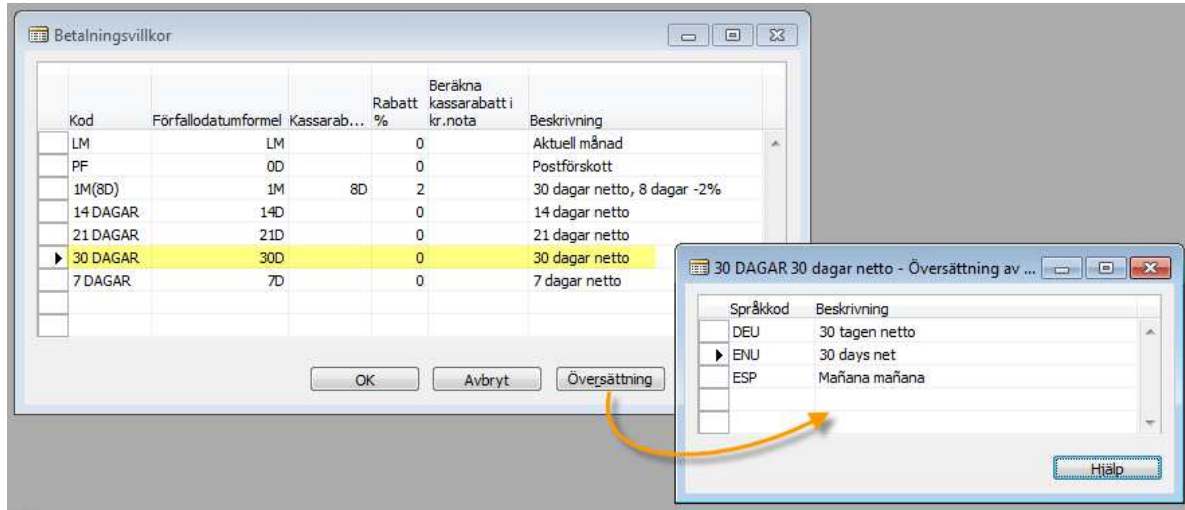 Betalningsvillkor
Kod Förfallodatumformel Kassarab... Rabatt % Beräkna kassarabatt i kr.nota Beskrivning
LM LM 0 Aktuell månad
PF 0D 0 Postförskott
1M(8D) 1M 8D 2 30 dagar netto, 8 dagar -2%
14 DAGAR 14D 0 14 dagar netto
21 DAGAR 21D 0 21 dagar netto
30 DAGAR 30D 0 30 dagar netto
7 DAGAR 7D 0 7 dagar netto
OK Avbryt Översättning
30 DAGAR 30 dagar netto - Översättning av ...
Språkkod Beskrivning
DEU 30 tagen netto
ENU 30 days net
ESP Mañana mañana
Hjälp